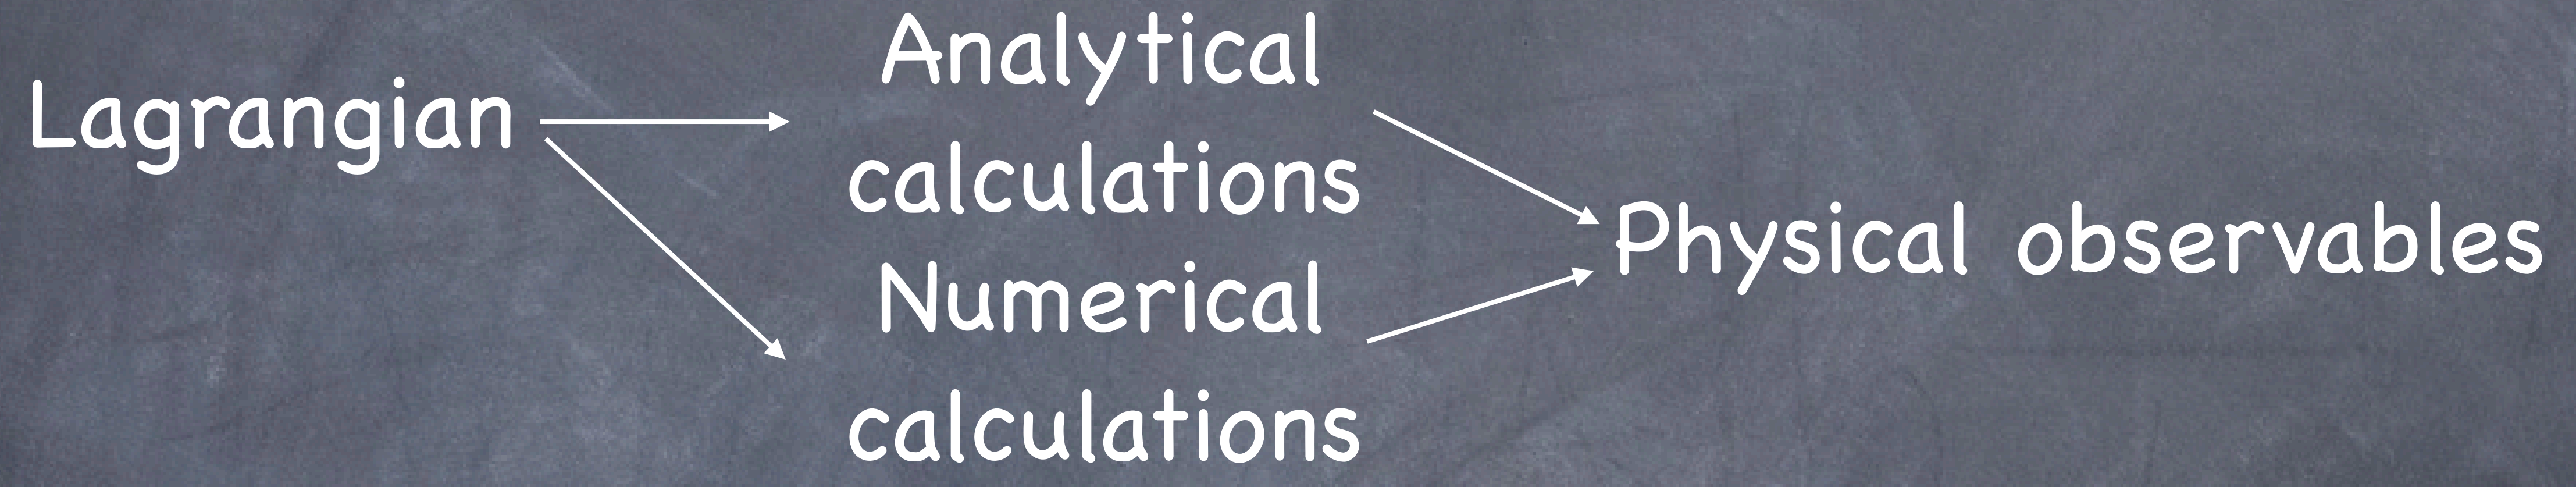 Lagrangian
Analytical
calculations
Numerical
calculations
Physical observables